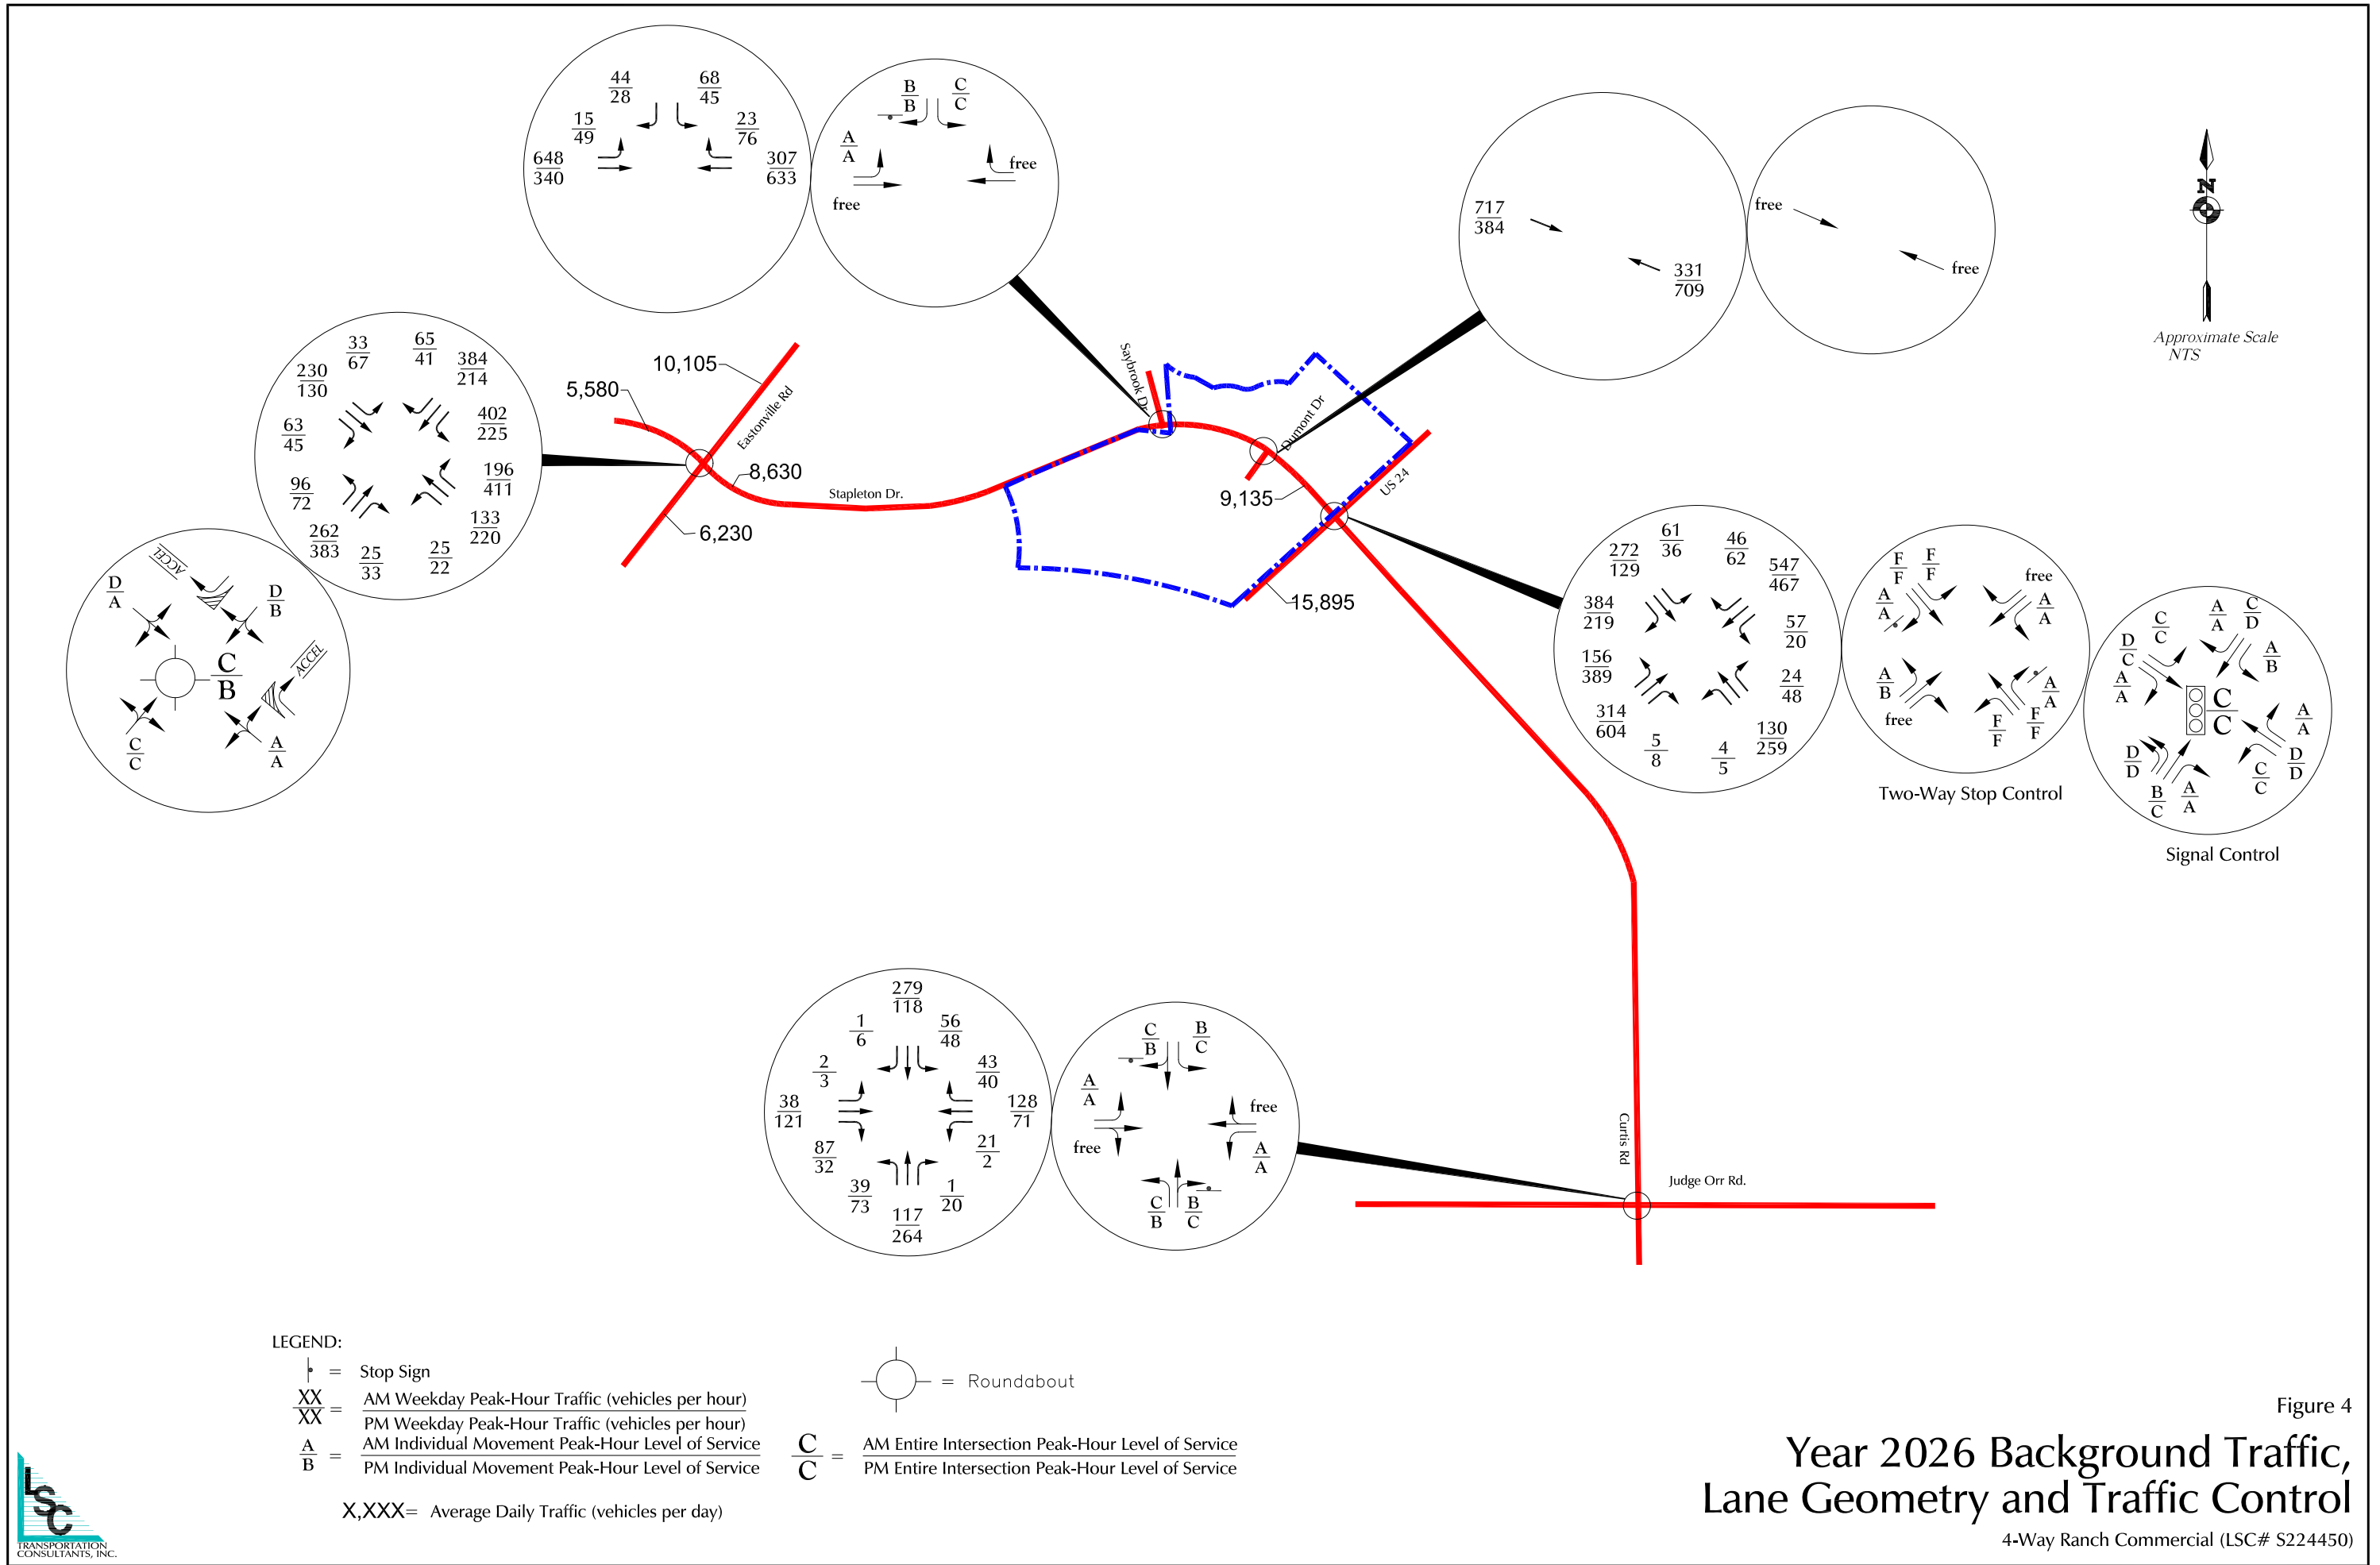 44
28
68
45
15
49
23
76
648
340
307
633
B
B
C
C
A
A
free
free
717
384
331
709
free
free
N
Approximate Scale
NTS
33
67
65
41
230
130
384
214
63
45
402
225
96
72
196
411
262
383
133
220
25
33
25
22
ACCEL
D
A
D
B
ACCEL
C
B
C
C
A
A
10,105
5,580
Eastonville Rd
8,630
6,230
Stapleton Dr.
Saybrook Dr
Dumont Dr
9,135
US 24
15,895
61
36
46
62
272
129
547
467
384
219
57
20
156
389
24
48
314
604
130
259
5
8
4
5
F
F
F
F
free
A
A
A
A
A
B
free
A
A
F
F
F
F
Two-Way Stop Control
A
A
C
D
C
C
D
C
A
B
A
A
C
C
A
A
D
D
D
D
C
C
B
C
A
A
Signal Control
279
118
1
6
56
48
2
3
43
40
38
121
128
71
87
32
21
2
39
73
1
20
117
264
C
B
B
C
A
A
free
free
A
A
C
B
B
C
Curtis Rd
Judge Orr Rd.
LEGEND:
= Stop Sign
XX
XX
=
AM Weekday Peak-Hour Traffic (vehicles per hour)
PM Weekday Peak-Hour Traffic (vehicles per hour)
A
B
=
AM Individual Movement Peak-Hour Level of Service
PM Individual Movement Peak-Hour Level of Service
= Roundabout
C
C
=
AM Entire Intersection Peak-Hour Level of Service
PM Entire Intersection Peak-Hour Level of Service
X,XXX= Average Daily Traffic (vehicles per day)
LSC
TRANSPORTATION
CONSULTANTS, INC.
Figure 4
Year 2026 Background Traffic,
Lane Geometry and Traffic Control
4-Way Ranch Commercial (LSC# S224450)